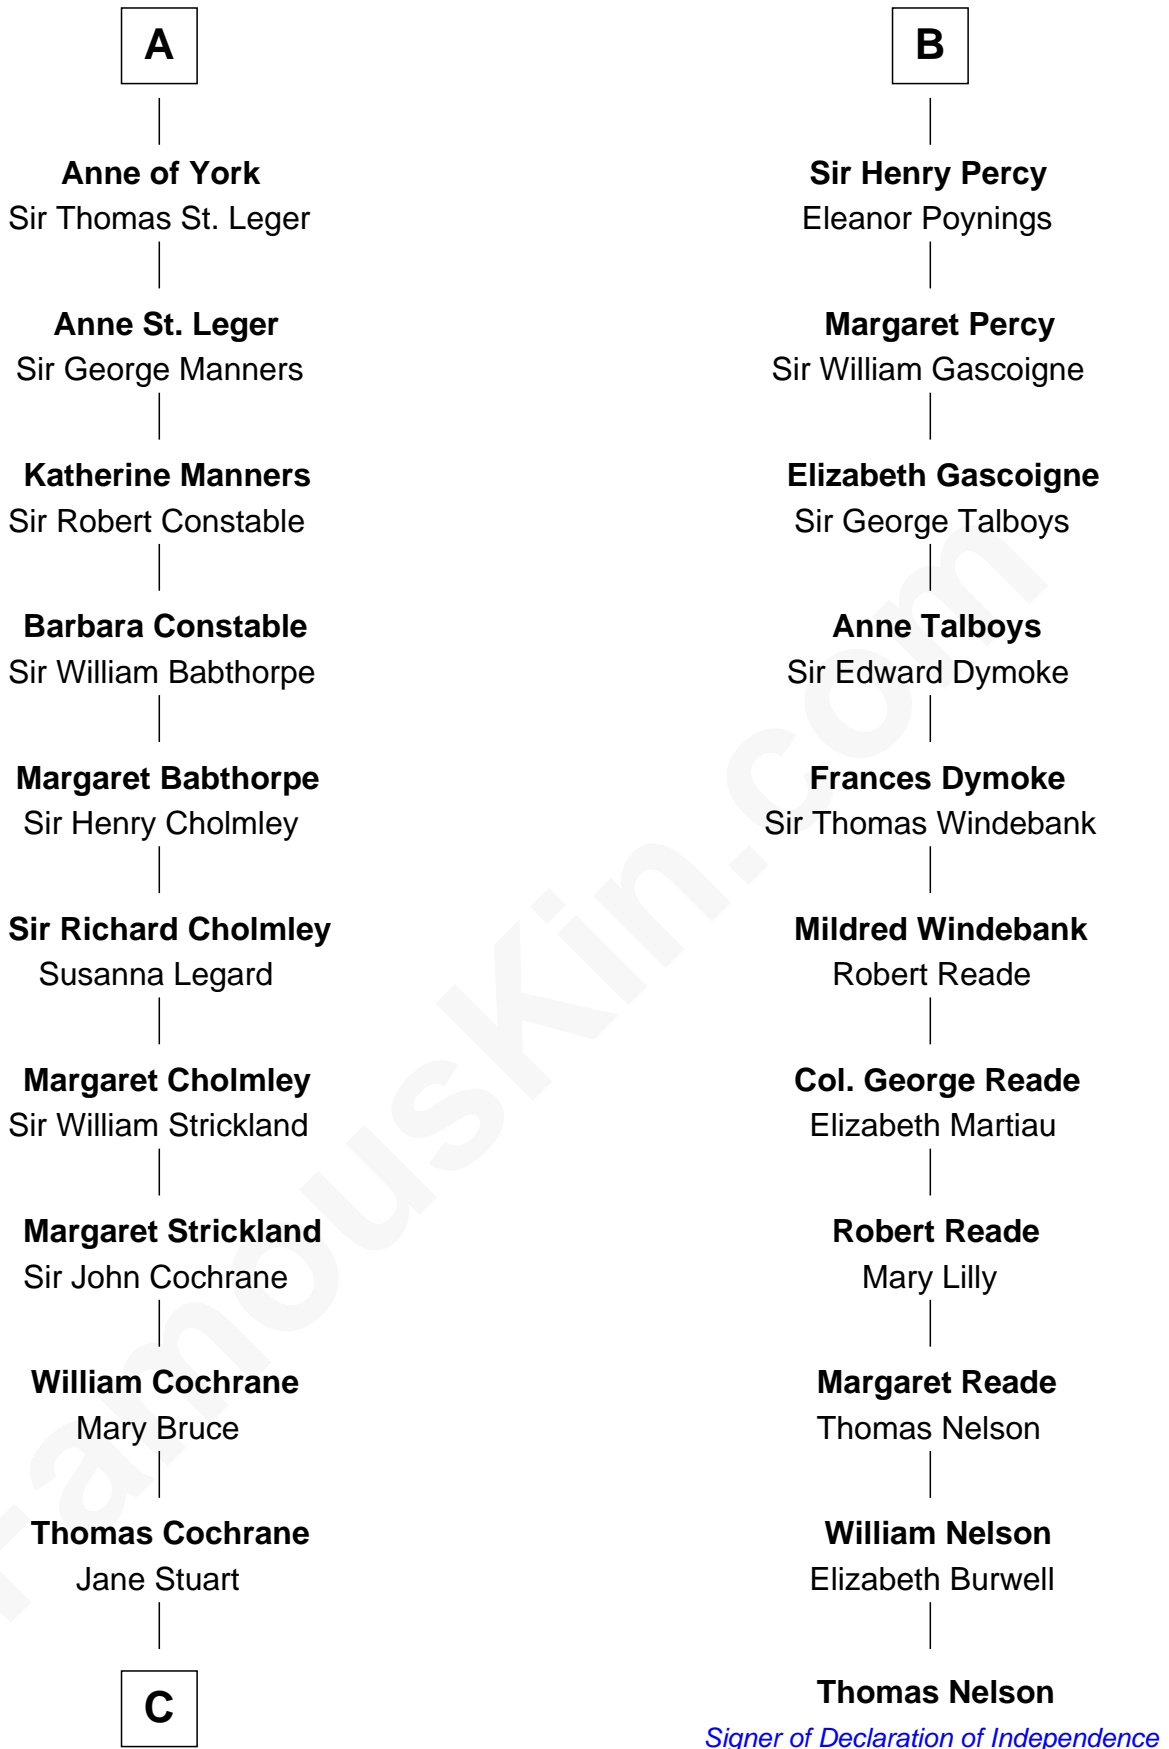 A
Anne of York
Sir Thomas St. Leger
Anne St. Leger
Sir George Manners
Katherine Manners
Sir Robert Constable
Barbara Constable
Sir William Babthorpe
Margaret Babthorpe
Sir Henry Cholmley
Sir Richard Cholmley
Susanna Legard
Margaret Cholmley
Sir William Strickland
Margaret Strickland
Sir John Cochrane
William Cochrane
Mary Bruce
Thomas Cochrane
Jane Stuart
C
B
Sir Henry Percy
Eleanor Poynings
Margaret Percy
Sir William Gascoigne
Elizabeth Gascoigne
Sir George Talboys
Anne Talboys
Sir Edward Dymoke
Frances Dymoke
Sir Thomas Windebank
Mildred Windebank
Robert Reade
Col. George Reade
Elizabeth Martiau
Robert Reade
Mary Lilly
Margaret Reade
Thomas Nelson
William Nelson
Elizabeth Burwell
Thomas Nelson
Signer of Declaration of Independence
FamousKin.com